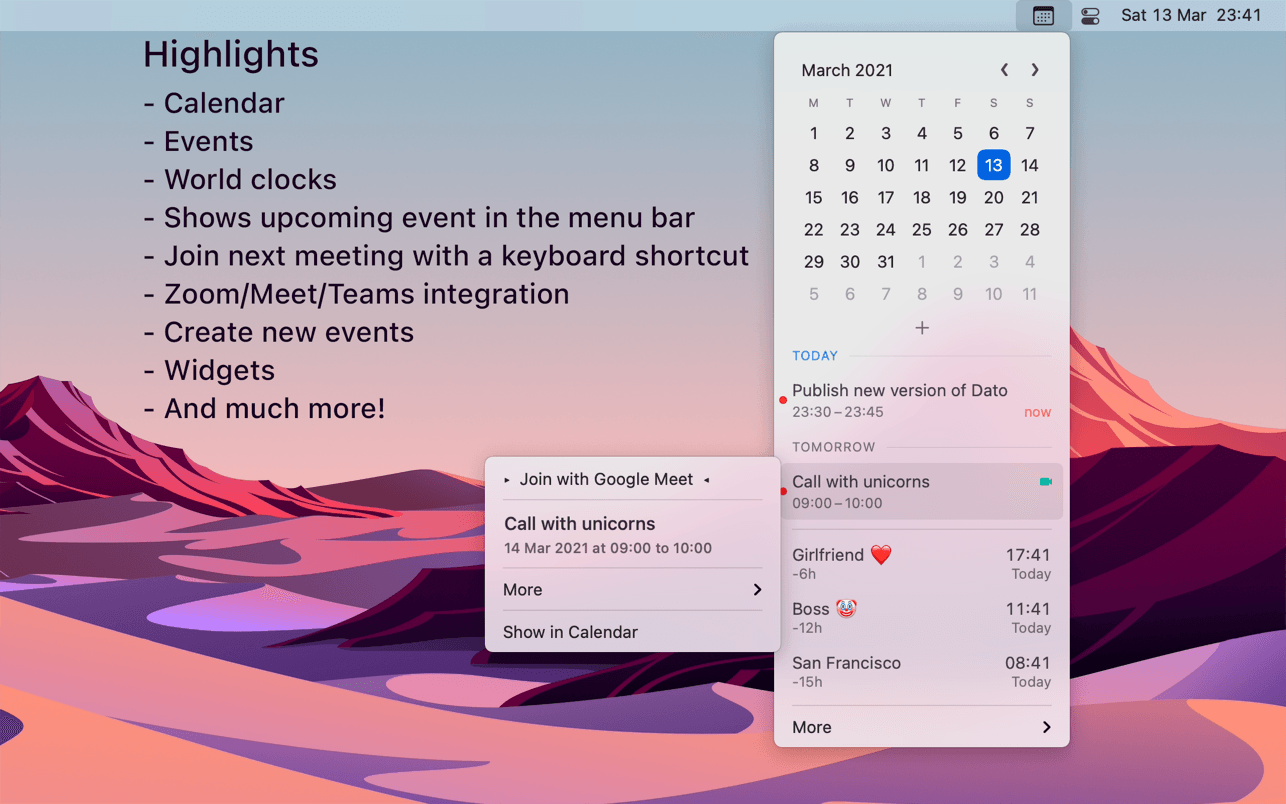 Sat 13 Mar 23:41
Highlights
- Calendar
- Events
- World clocks
- Shows upcoming event in the menu bar
- Join next meeting with a keyboard shortcut
- Zoom/Meet/Teams integration
- Create new events
- Widgets
- And much more!
March 2021
M T W T F S S
1 2 3 4 5 6 7
8 9 10 11 12 13 14
15 16 17 18 19 20 21
22 23 24 25 26 27 28
29 30 31 1 2 3 4
5 6 7 8 9 10 11
+
TODAY
Publish new version of Dato
23:30 – 23:45 now
TOMORROW
Call with unicorns
09:00 – 10:00
Girlfriend ❤️ 17:41
-6h Today
Boss 🤡 11:41
-12h Today
San Francisco 08:41
-15h Today
More
Join with Google Meet
Call with unicorns
14 Mar 2021 at 09:00 to 10:00
More
Show in Calendar